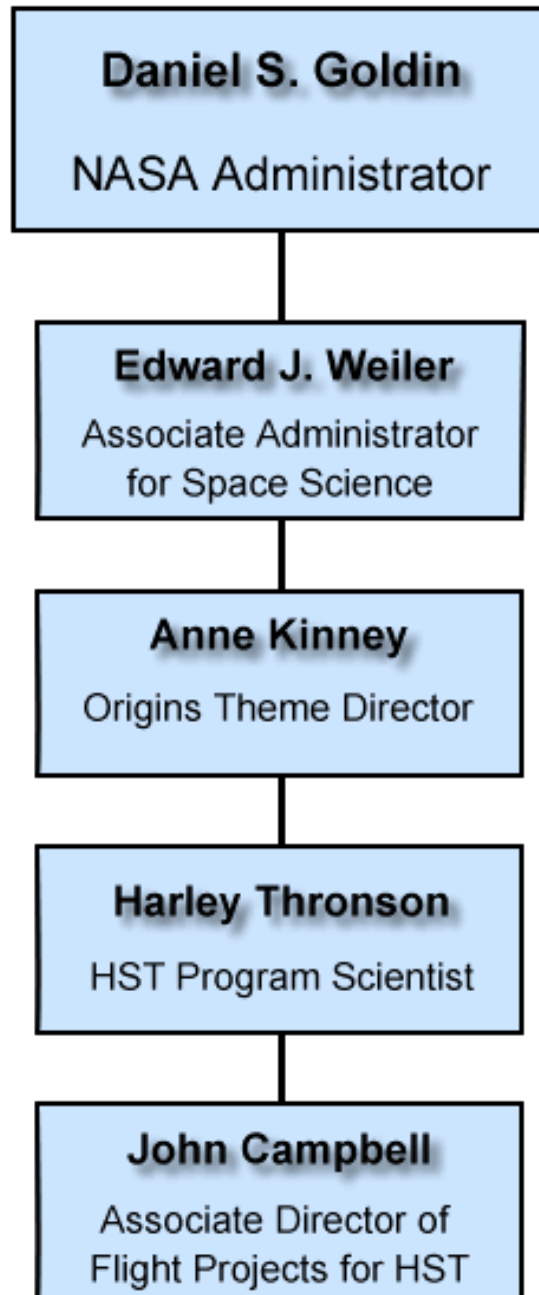 Daniel S. Goldin
NASA Administrator
Edward J. Weiler
Associate Administrator
for Space Science
Anne Kinney
Origins Theme Director
Harley Thronson
HST Program Scientist
John Campbell
Associate Director of
Flight Projects for HST